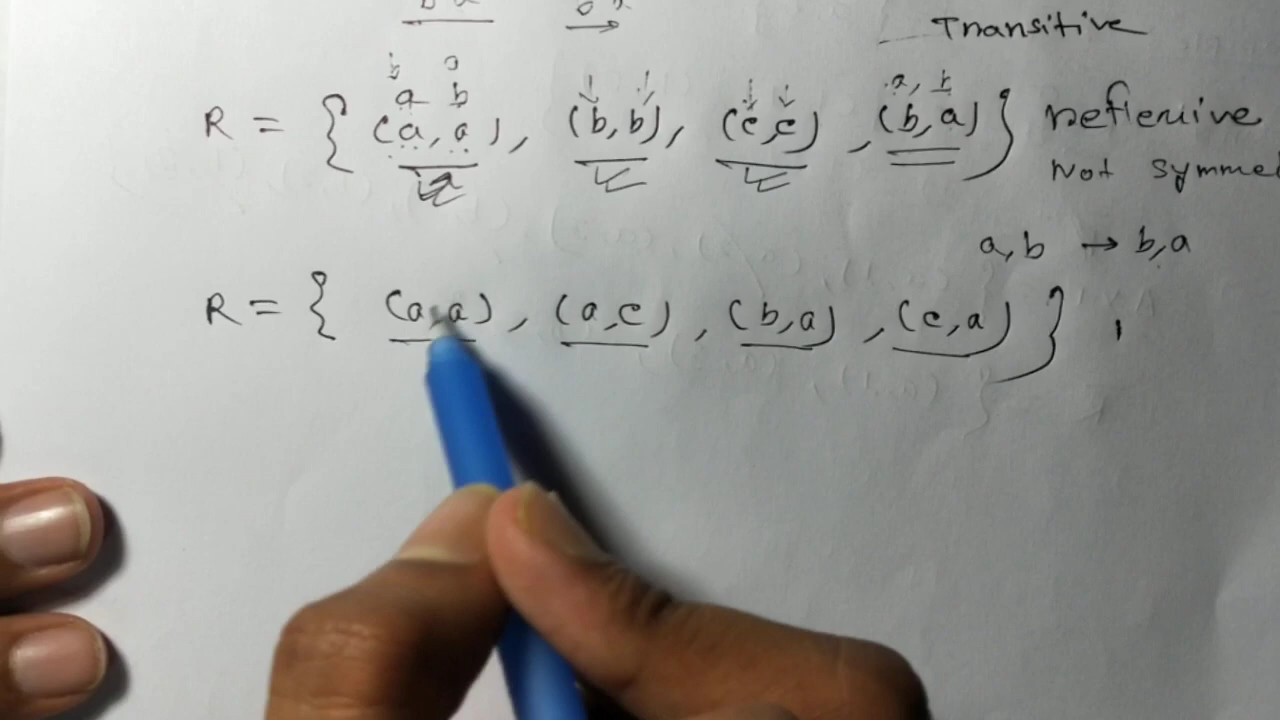 Transitive
a b
R = { (a, a), (b, b), (c, c), (b, a) } Reflexive
a, b
Not symme
a, b → b, a
R = { (a, a), (a, c), (b, a), (c, a) }